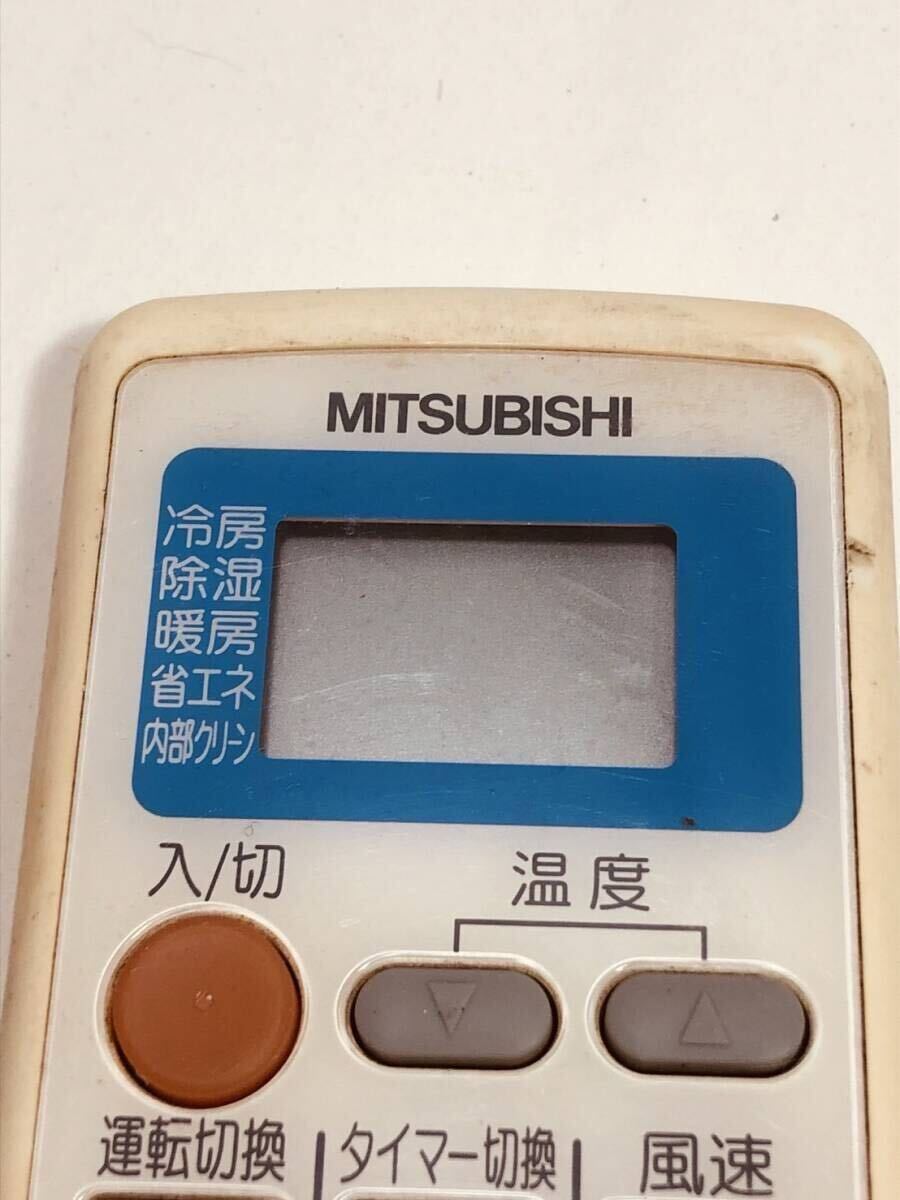 MITSUBISHI
冷房
除湿
暖房
省エネ
内部クリーン
入/切
温度
▽
△
運転切換
タイマー切換
風速